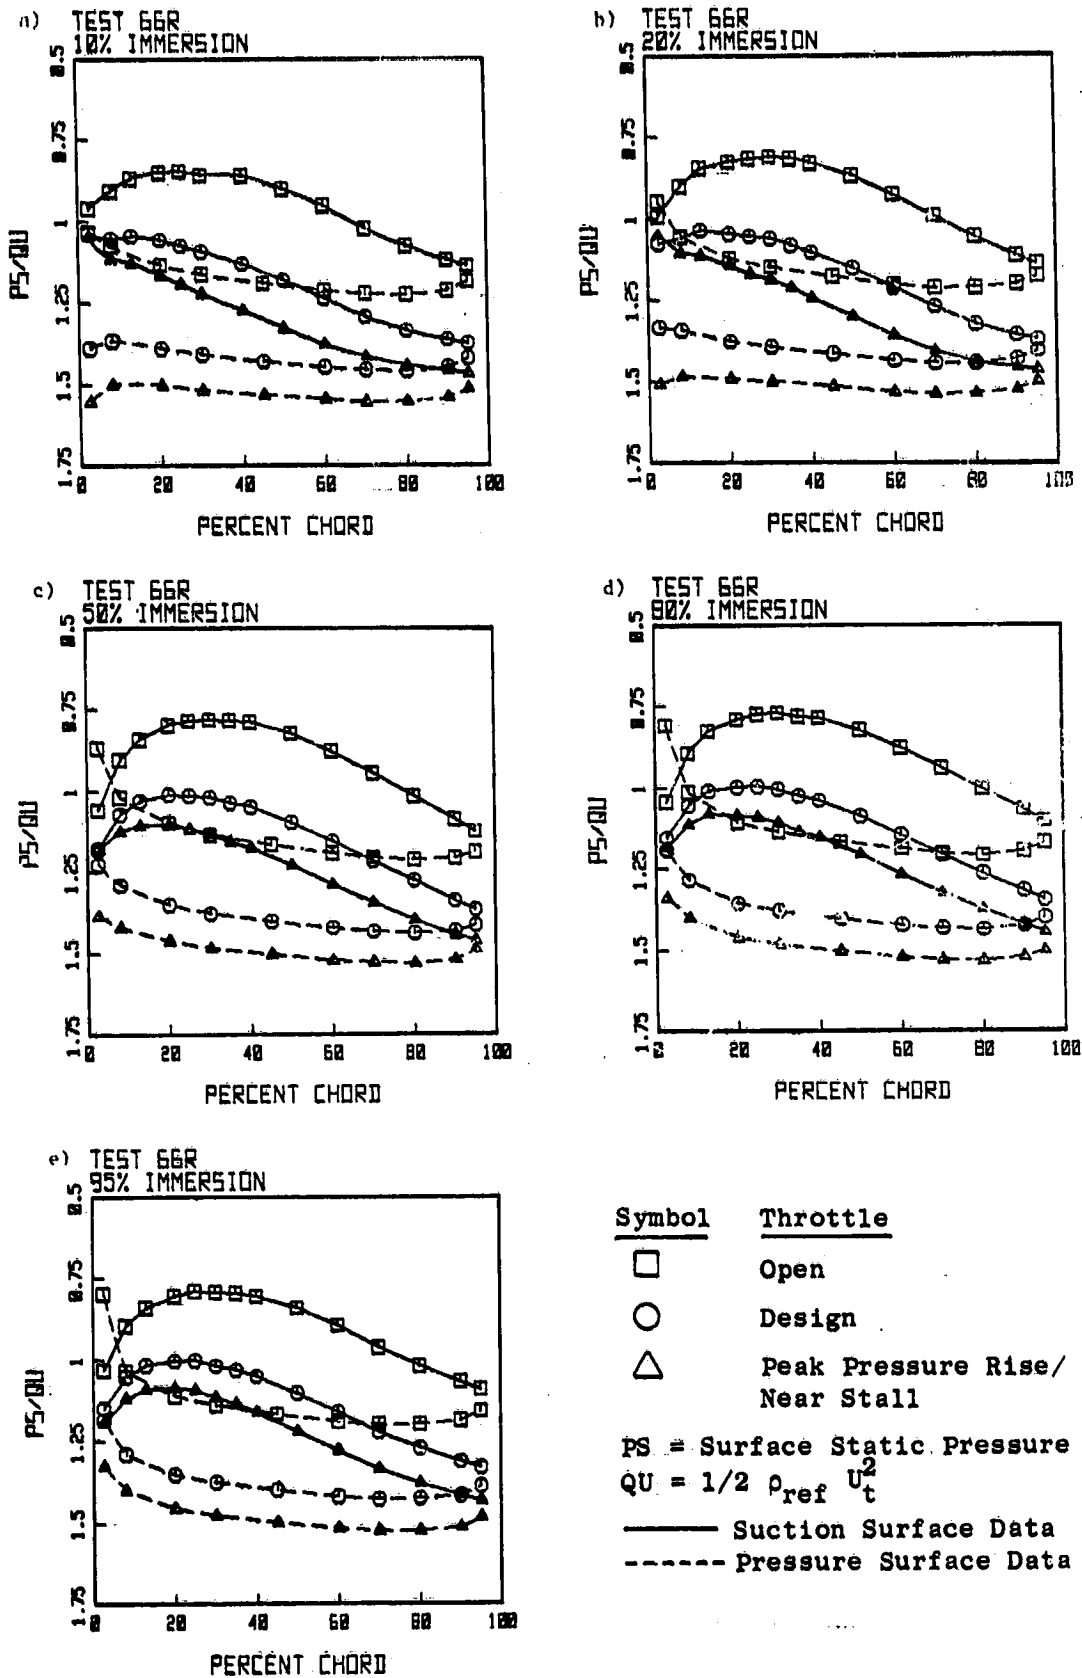 a) TEST 66R
10% IMMERSION
0.5
0.75
1
1.25
1.5
1.75
PS/QU
0 20 40 60 80 100
PERCENT CHORD
b) TEST 66R
20% IMMERSION
0.5
0.75
1
1.25
1.5
1.75
PS/QU
0 20 40 60 80 100
PERCENT CHORD
c) TEST 66R
50% IMMERSION
0.5
0.75
1
1.25
1.5
1.75
PS/QU
0 20 40 60 80 100
PERCENT CHORD
d) TEST 66R
90% IMMERSION
0.5
0.75
1
1.25
1.5
1.75
PS/QU
0 20 40 60 80 100
PERCENT CHORD
e) TEST 66R
95% IMMERSION
0.5
0.75
1
1.25
1.5
1.75
PS/QU
0 20 40 60 80 100
PERCENT CHORD
Symbol Throttle
Open
Design
Peak Pressure Rise/
Near Stall
PS = Surface Static Pressure
QU = 1/2 ρref Ut²
Suction Surface Data
Pressure Surface Data